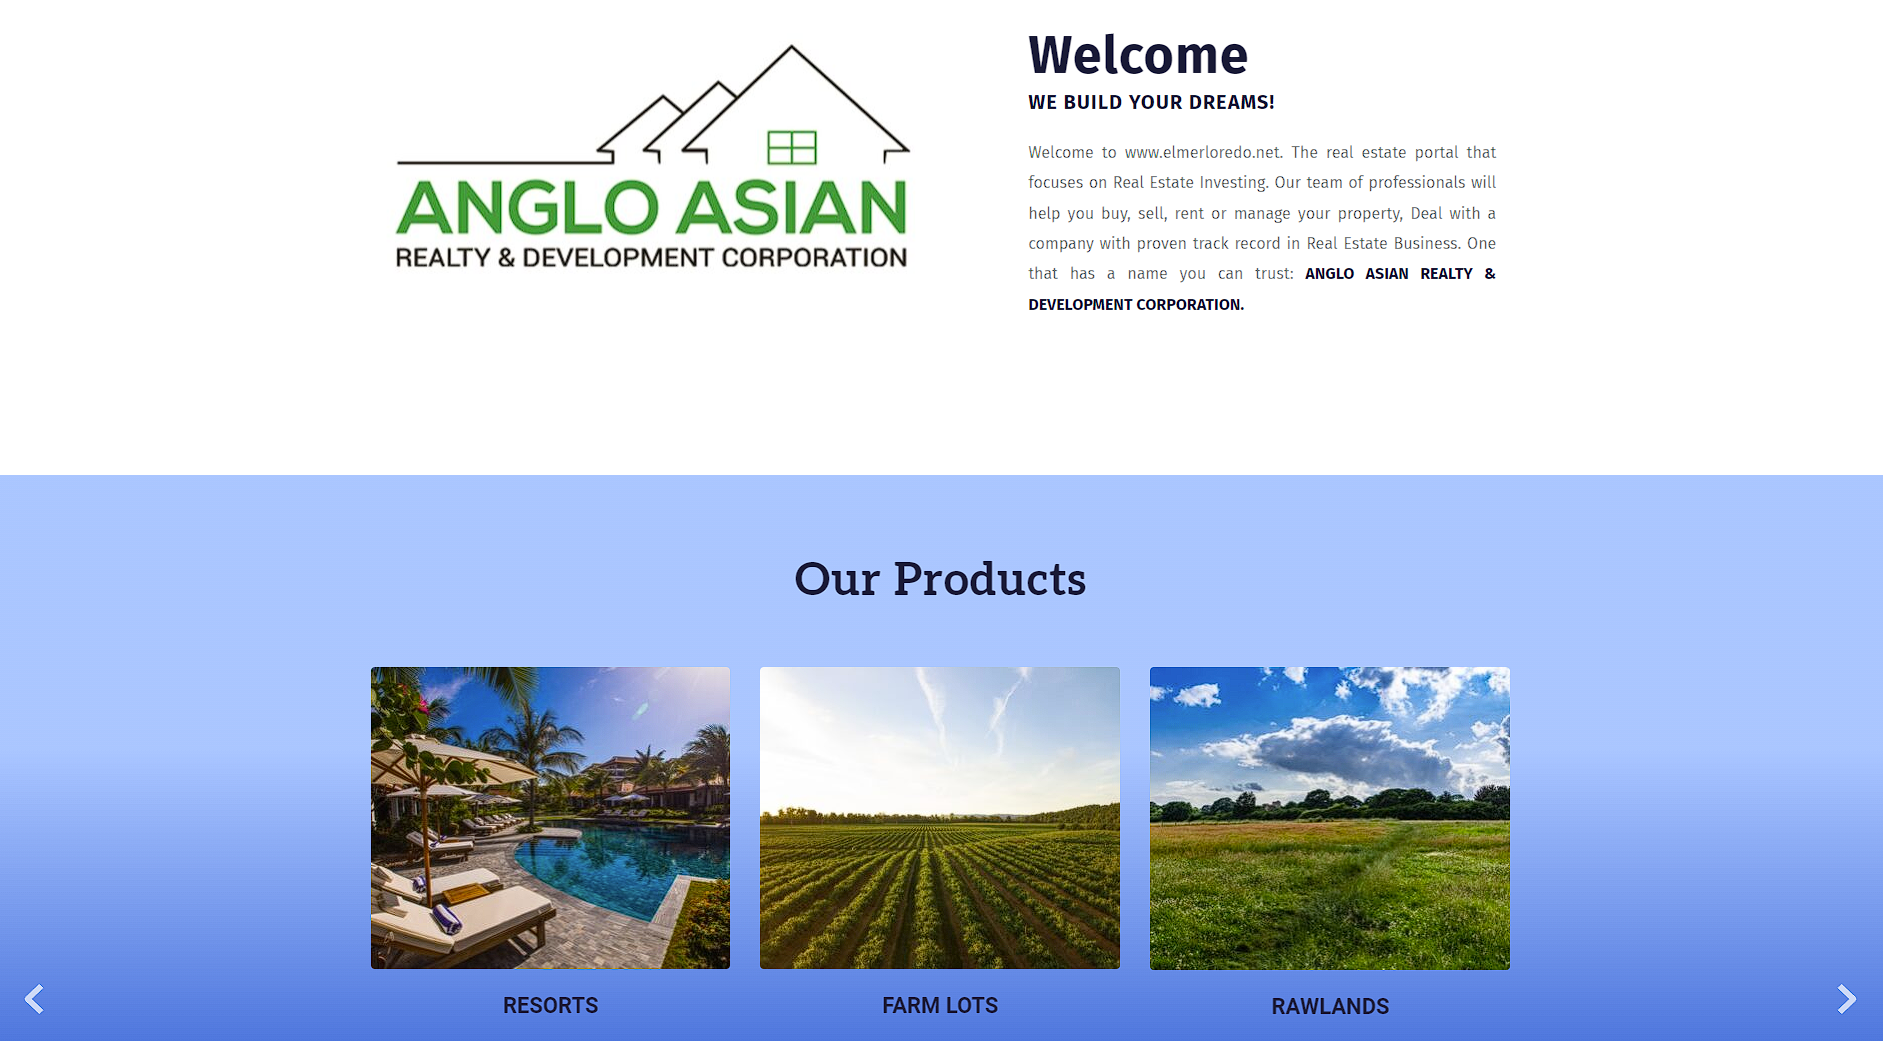 ANGLO ASIAN
REALTY & DEVELOPMENT CORPORATION
Welcome
WE BUILD YOUR DREAMS!
Welcome to www.elmerloredo.net. The real estate portal that
focuses on Real Estate Investing. Our team of professionals will
help you buy, sell, rent or manage your property, Deal with a
company with proven track record in Real Estate Business. One
that has a name you can trust: ANGLO ASIAN REALTY &
DEVELOPMENT CORPORATION.
Our Products
RESORTS
FARM LOTS
RAWLANDS